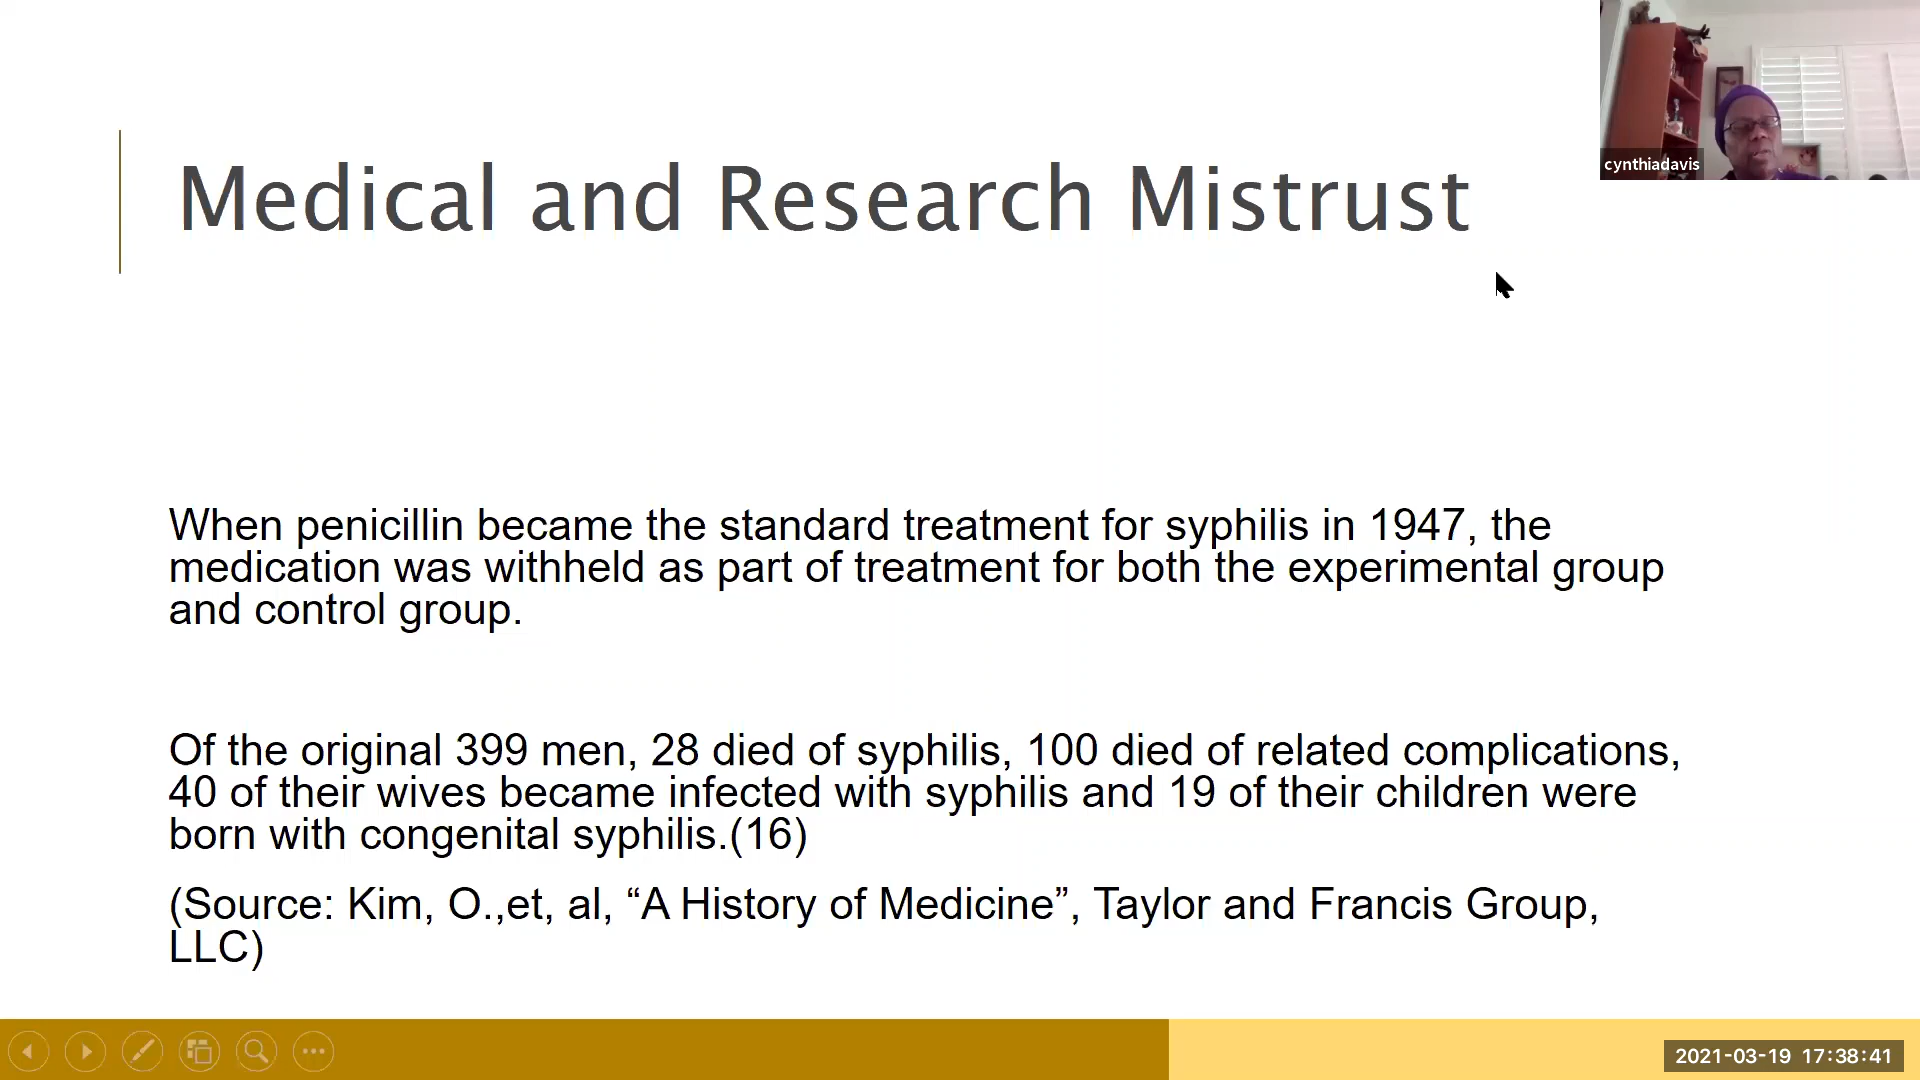 cynthiadavis
Medical and Research Mistrust
When penicillin became the standard treatment for syphilis in 1947, the
medication was withheld as part of treatment for both the experimental group
and control group.
Of the original 399 men, 28 died of syphilis, 100 died of related complications,
40 of their wives became infected with syphilis and 19 of their children were
born with congenital syphilis.(16)
(Source: Kim, O.,et, al, “A History of Medicine”, Taylor and Francis Group,
LLC)
2021-03-19 17:38:41